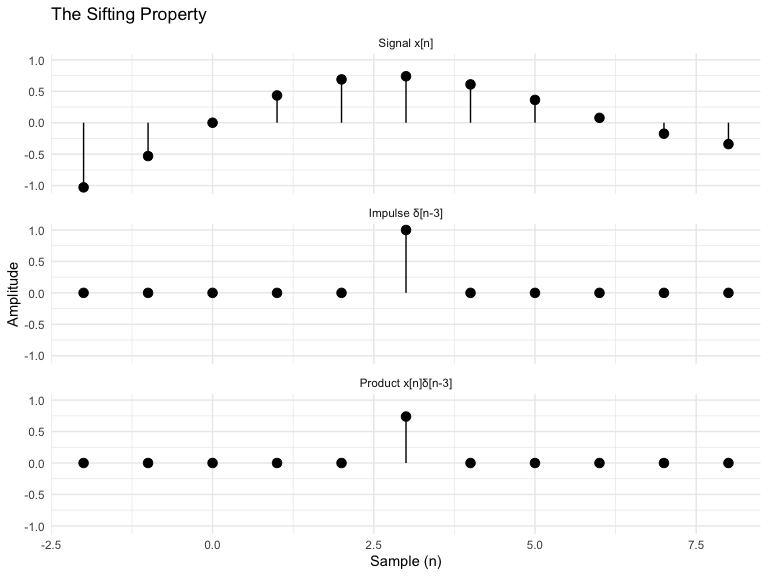 The Sifting Property
Signal x[n]
1.0
0.5
0.0
-0.5
-1.0
Impulse δ[n-3]
1.0
0.5
0.0
-0.5
-1.0
Product x[n]δ[n-3]
1.0
0.5
0.0
-0.5
-1.0
Amplitude
-2.5 0.0 2.5 5.0 7.5
Sample (n)